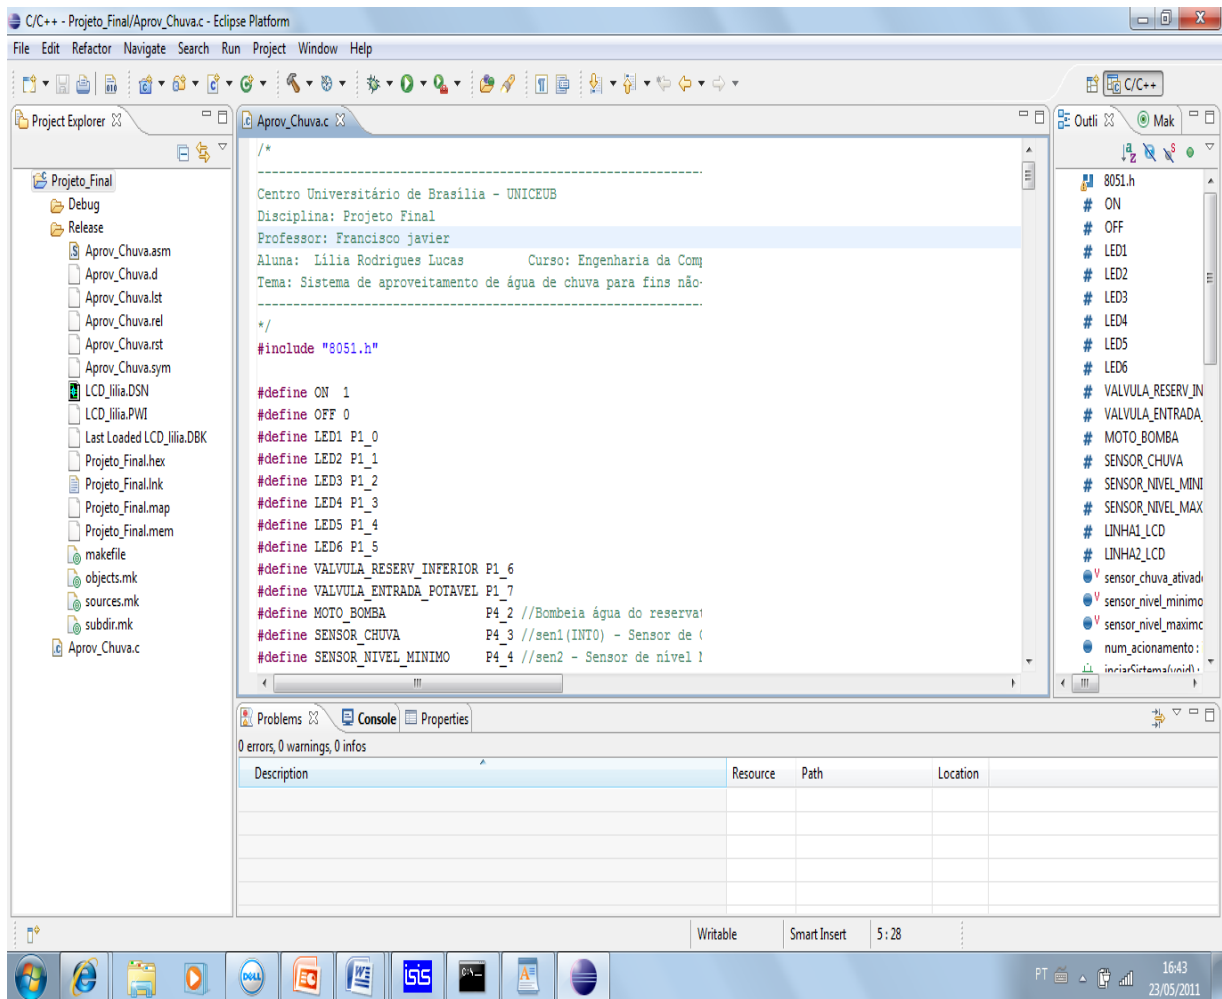 C/C++ - Projeto_Final/Aprov_Chuva.c - Eclipse Platform
File Edit Refactor Navigate Search Run Project Window Help
C/C++
Project Explorer
Projeto_Final
Debug
Release
Aprov_Chuva.asm
Aprov_Chuva.d
Aprov_Chuva.lst
Aprov_Chuva.rel
Aprov_Chuva.rst
Aprov_Chuva.sym
LCD_lilia.DSN
LCD_lilia.PWI
Last Loaded LCD_lilia.DBK
Projeto_Final.hex
Projeto_Final.lnk
Projeto_Final.map
Projeto_Final.mem
makefile
objects.mk
sources.mk
subdir.mk
Aprov_Chuva.c
Aprov_Chuva.c
/*
--------------------------------------------------------------
Centro Universitário de Brasília - UNICEUB
Disciplina: Projeto Final
Professor: Francisco javier
Aluna: Lília Rodrigues Lucas Curso: Engenharia da Comp
Tema: Sistema de aproveitamento de água de chuva para fins não-
--------------------------------------------------------------
*/
#include "8051.h"
#define ON 1
#define OFF 0
#define LED1 P1_0
#define LED2 P1_1
#define LED3 P1_2
#define LED4 P1_3
#define LED5 P1_4
#define LED6 P1_5
#define VALVULA_RESERV_INFERIOR P1_6
#define VALVULA_ENTRADA_POTAVEL P1_7
#define MOTO_BOMBA P4_2 //Bombeia água do reservat
#define SENSOR_CHUVA P4_3 //sen1(INT0) - Sensor de
#define SENSOR_NIVEL_MINIMO P4_4 //sen2 - Sensor de nível
Outli Mak
8051.h
ON
OFF
LED1
LED2
LED3
LED4
LED5
LED6
VALVULA_RESERV_IN
VALVULA_ENTRADA_
MOTO_BOMBA
SENSOR_CHUVA
SENSOR_NIVEL_MINI
SENSOR_NIVEL_MAX
LINHA1_LCD
LINHA2_LCD
sensor_chuva_ativad
sensor_nivel_minimo
sensor_nivel_maximo
num_acionamento :
Problems Console Properties
0 errors, 0 warnings, 0 infos
Description Resource Path Location
Writable Smart Insert 5 : 28
DELL
isis
C:\
PT
16:43
23/05/2011